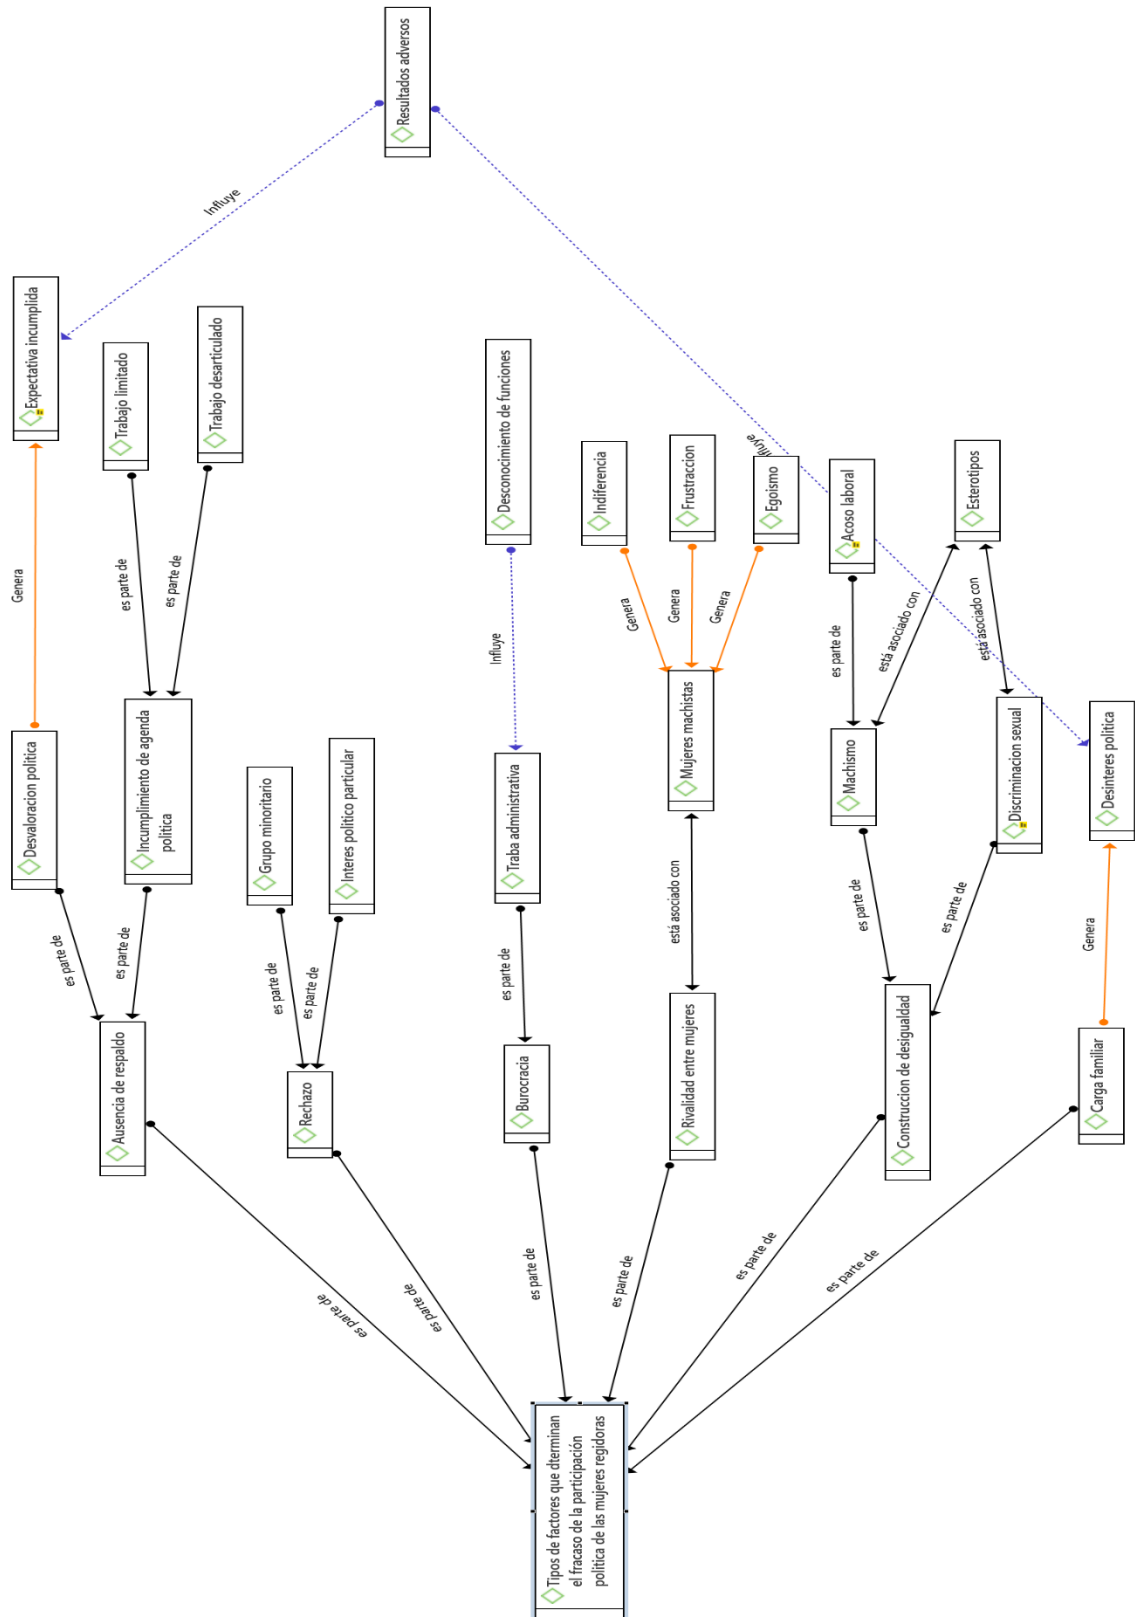 Resultados adversos
Influye
Influye
Expectativa incumplida
Trabajo limitado
Trabajo desarticulado
Desconocimiento de funciones
Indiferencia
Frustraccion
Egoismo
Acoso laboral
Esterotipos
Genera
es parte de
es parte de
Influye
Genera
Genera
Genera
es parte de
está asociado con
está asociado con
Desvaloracion politica
Incumplimiento de agenda
politica
Grupo minoritario
Interes politico particular
Traba administrativa
Mujeres machistas
Machismo
Discriminacion sexual
Desinteres politica
es parte de
es parte de
es parte de
es parte de
es parte de
está asociado con
es parte de
es parte de
Genera
Ausencia de respaldo
Rechazo
Burocracia
Rivalidad entre mujeres
Construccion de desigualdad
Carga familiar
es parte de
es parte de
es parte de
es parte de
es parte de
es parte de
Tipos de factores que dterminan
el fracaso de la participación
politica de las mujeres regidoras